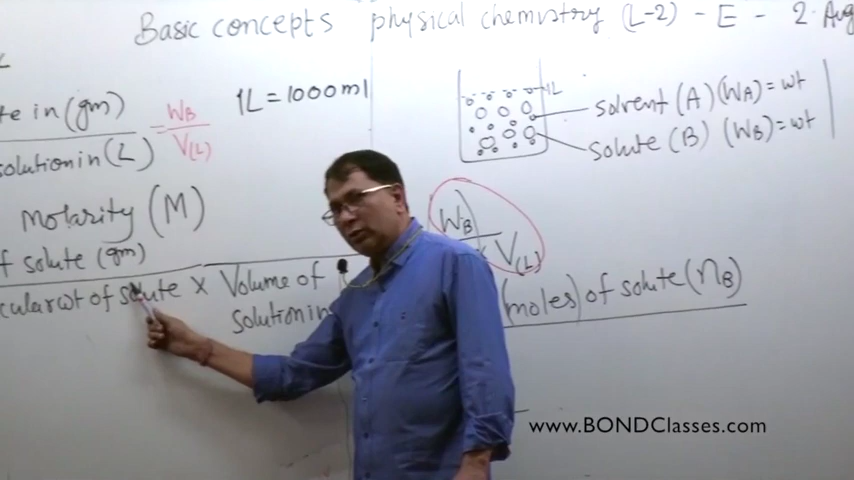 Basic concepts physical chemistry (L-2) - E - 2 Aug
te in (gm)
solution in (L)
= WB
V(L)
1L = 1000 ml
1L
solvent (A) (WA) = wt
solute (B) (WB) = wt
Molarity (M)
f solute (gm)
cular wt of solute x Volume of
solution in
WB
x V(L)
(moles) of solute (nB)
www.BONDClasses.com